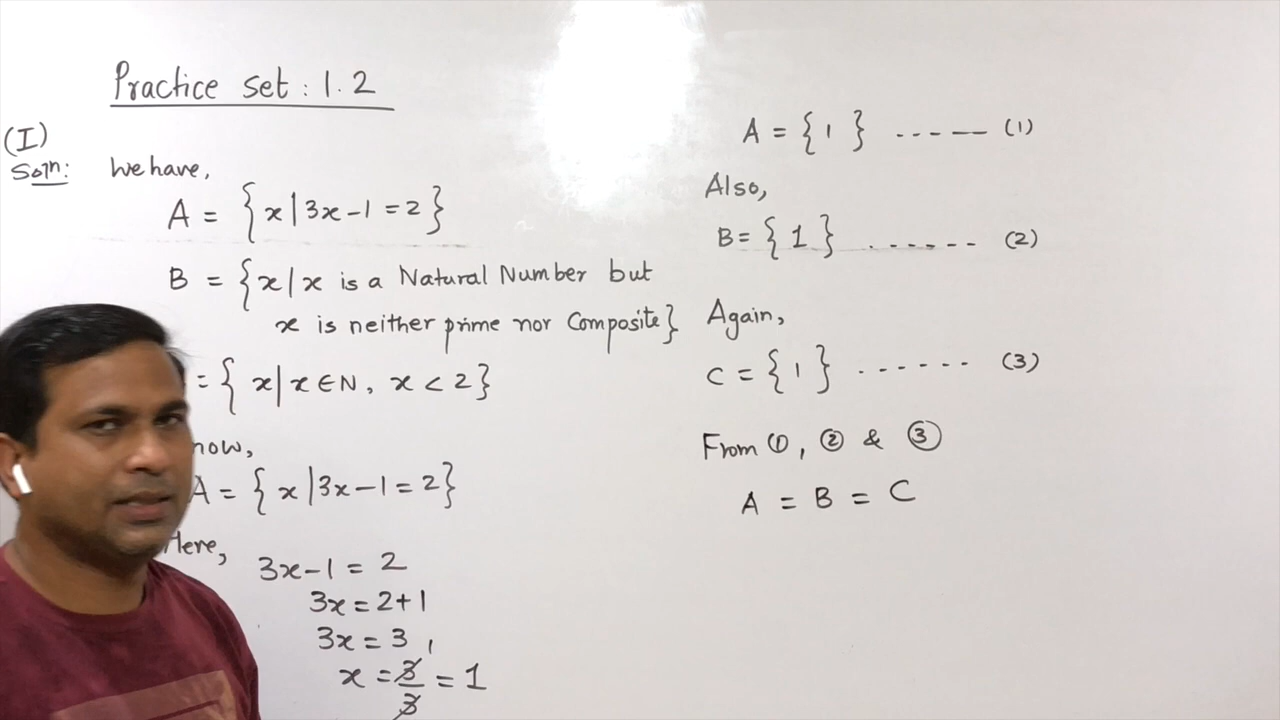 Practice set : 1.2
(I)
Soln: We have,
A = {x | 3x-1 = 2}
B = {x | x is a Natural Number but
x is neither prime nor Composite}
= {x | x ∈ N, x < 2}
now,
A = {x | 3x-1 = 2}
Here,
3x-1 = 2
3x = 2+1
3x = 3
1
x = 3/3 = 1
A = {1} ------ (1)
Also,
B = {1} ...... (2)
Again,
C = {1} ...... (3)
From ①, ② & ③
A = B = C